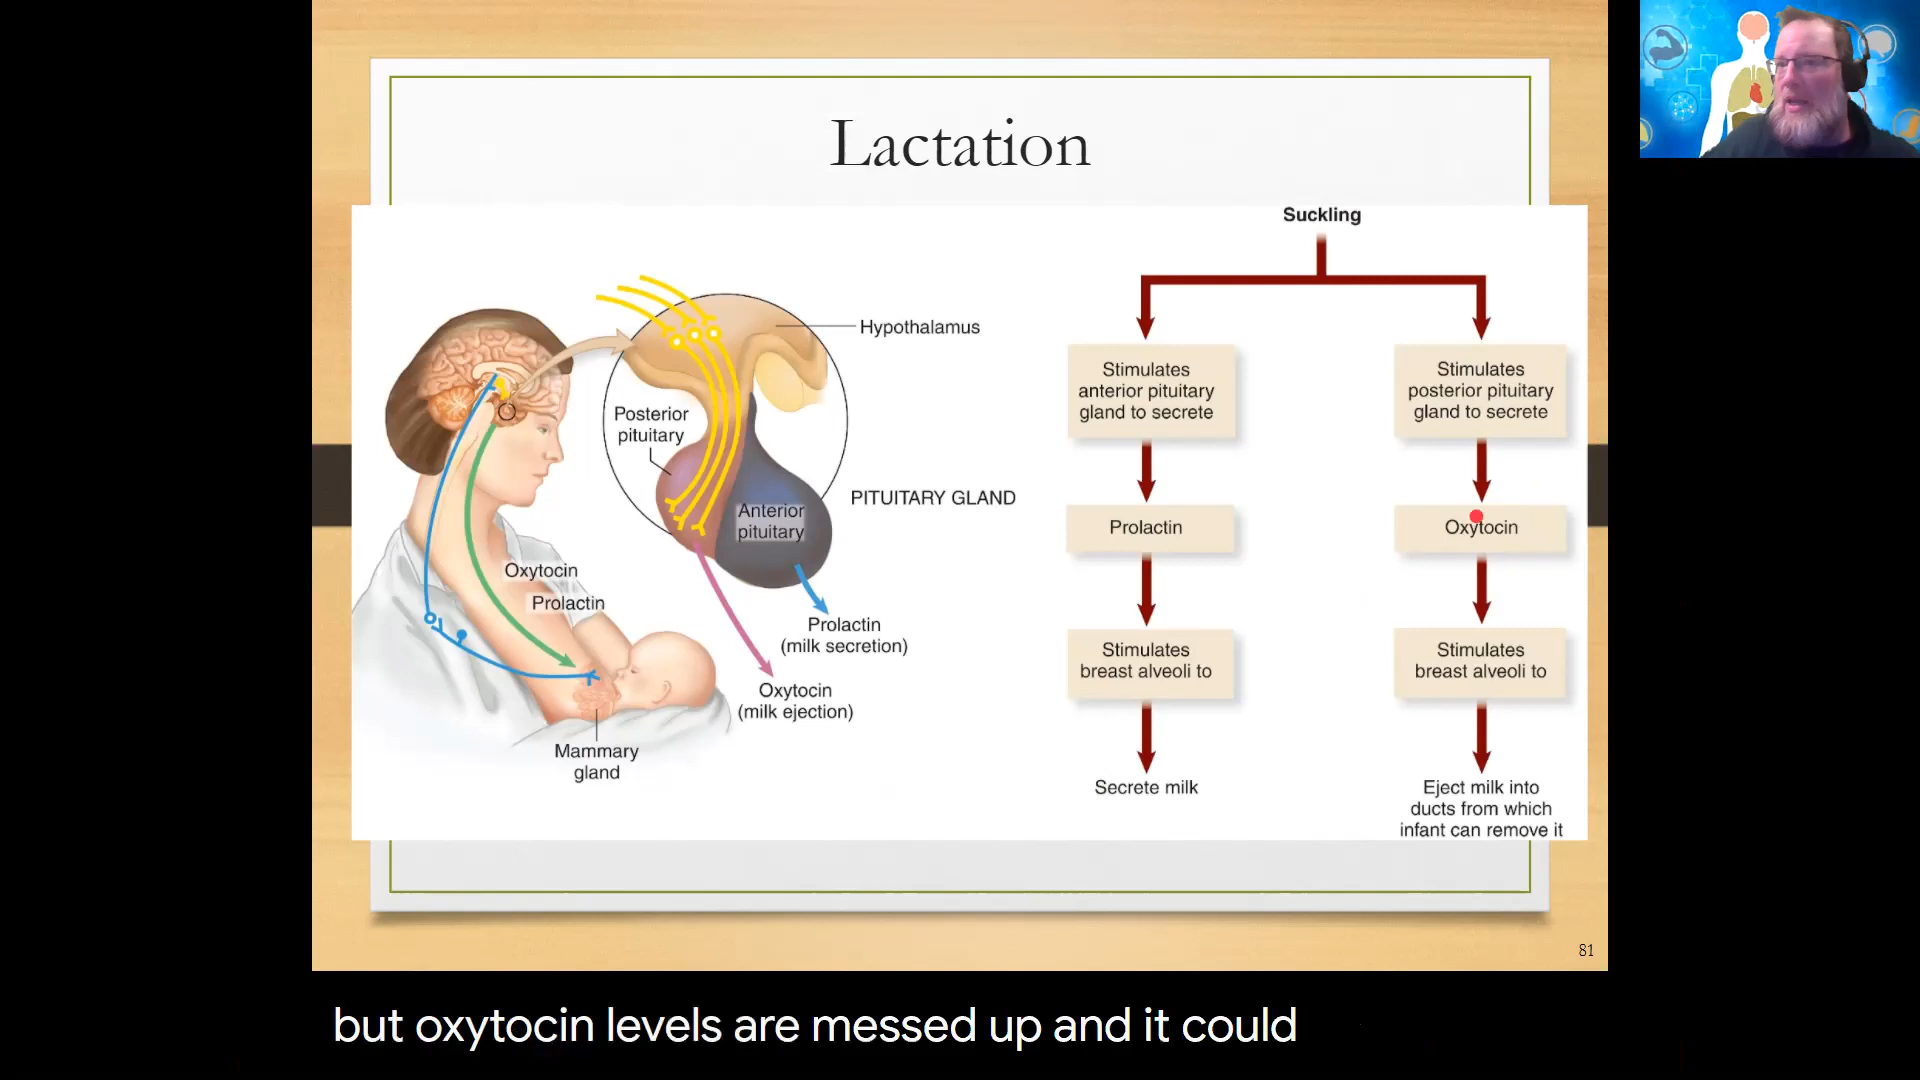 Lactation
Hypothalamus
Posterior
pituitary
PITUITARY GLAND
Anterior
pituitary
Oxytocin
Prolactin
Prolactin
(milk secretion)
Oxytocin
(milk ejection)
Mammary
gland
Suckling
Stimulates
anterior pituitary
gland to secrete
Prolactin
Stimulates
breast alveoli to
Secrete milk
Stimulates
posterior pituitary
gland to secrete
Oxytocin
Stimulates
breast alveoli to
Eject milk into
ducts from which
infant can remove it
81
but oxytocin levels are messed up and it could